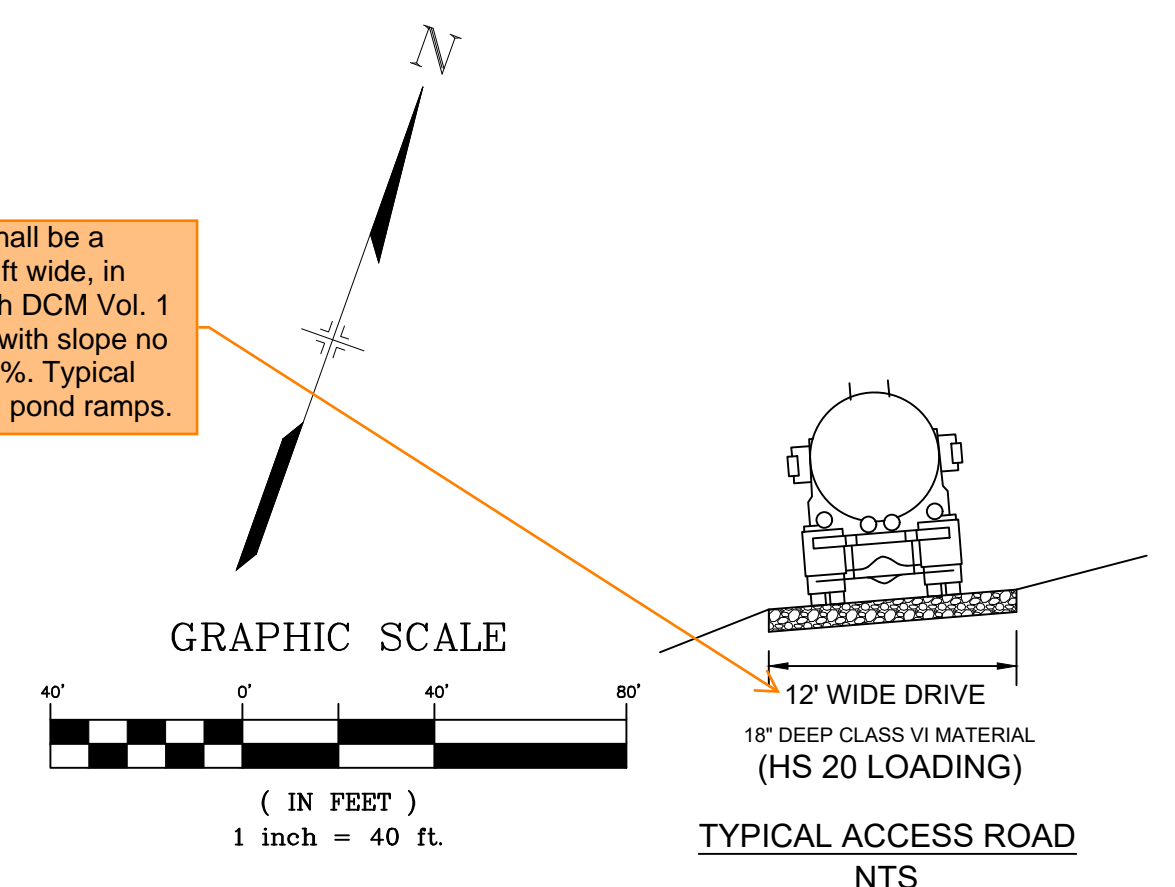 N
hall be a
ft wide, in
h DCM Vol. 1
with slope no
%. Typical
pond ramps.
GRAPHIC SCALE
40' 0' 40' 80'
( IN FEET )
1 inch = 40 ft.
12' WIDE DRIVE
18" DEEP CLASS VI MATERIAL
(HS 20 LOADING)
TYPICAL ACCESS ROAD
NTS